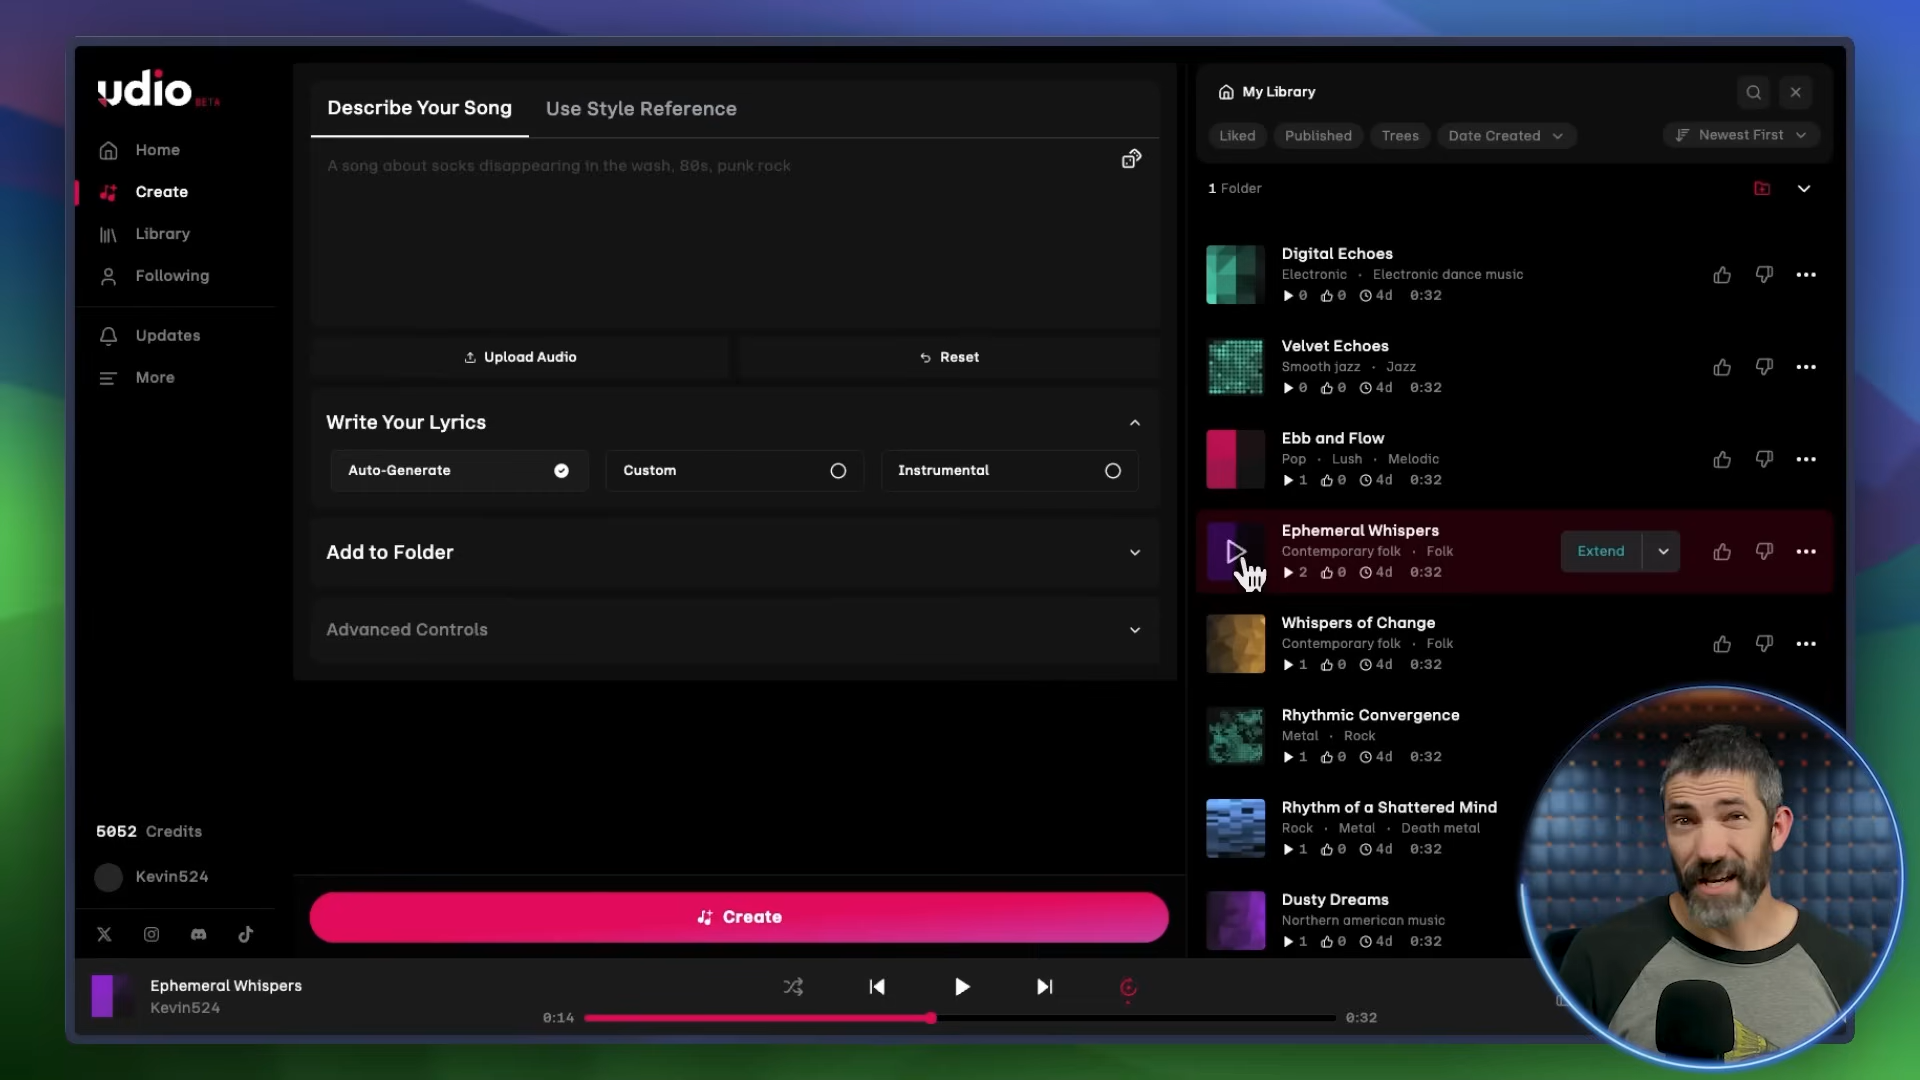 udio BETA
Home
Create
Library
Following
Updates
More
5052 Credits
Kevin524
Describe Your Song
Use Style Reference
A song about socks disappearing in the wash, 80s, punk rock
Upload Audio
Reset
Write Your Lyrics
Auto-Generate
Custom
Instrumental
Add to Folder
Advanced Controls
Create
My Library
Liked
Published
Trees
Date Created
Newest First
1 Folder
Digital Echoes
Electronic · Electronic dance music
0 0 4d 0:32
Velvet Echoes
Smooth jazz · Jazz
0 0 4d 0:32
Ebb and Flow
Pop · Lush · Melodic
1 0 4d 0:32
Ephemeral Whispers
Contemporary folk · Folk
2 0 4d 0:32
Extend
Whispers of Change
Contemporary folk · Folk
1 0 4d 0:32
Rhythmic Convergence
Metal · Rock
1 0 4d 0:32
Rhythm of a Shattered Mind
Rock · Metal · Death metal
1 0 4d 0:32
Dusty Dreams
Northern american music
1 0 4d 0:32
Ephemeral Whispers
Kevin524
0:14
0:32